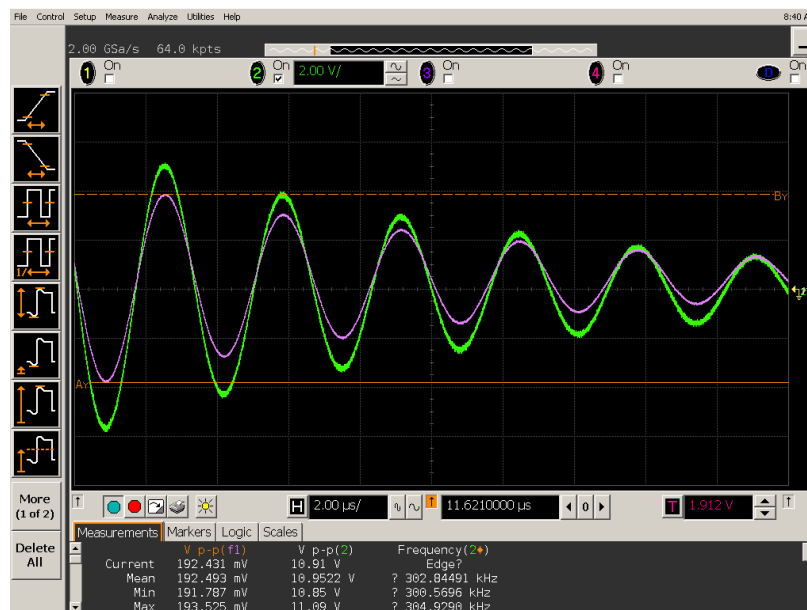 File Control Setup Measure Analyze Utilities Help 8:40 A
2.00 GSa/s 64.0 kpts
1 On 2 On 2.00 V/ 3 On 4 On D On
BY
AY
1/
More
(1 of 2)
Delete
All
H 2.00 µs/ 11.6210000 µs 0 T 1.912 V
Measurements Markers Logic Scales
V p-p(f1) V p-p(2) Frequency(2♦)
Current 192.431 mV 10.91 V Edge?
Mean 192.493 mV 10.9522 V ? 302.84491 kHz
Min 191.787 mV 10.85 V ? 300.5696 kHz
Max 193.525 mV 11.09 V ? 304.9290 kHz